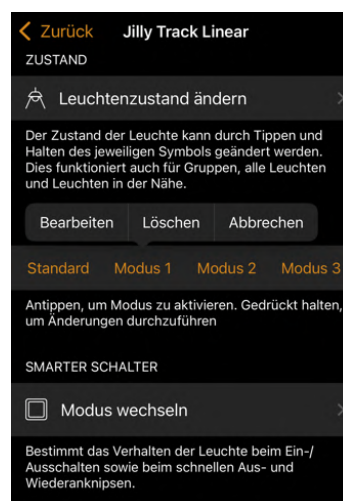 Zurück Jilly Track Linear
ZUSTAND
Leuchtenzustand ändern
Der Zustand der Leuchte kann durch Tippen und
Halten des jeweiligen Symbols geändert werden.
Dies funktioniert auch für Gruppen, alle Leuchten
und Leuchten in der Nähe.
Bearbeiten Löschen Abbrechen
Standard Modus 1 Modus 2 Modus 3
Antippen, um Modus zu aktivieren. Gedrückt halten,
um Änderungen durchzuführen
SMARTER SCHALTER
Modus wechseln
Bestimmt das Verhalten der Leuchte beim Ein-/
Ausschalten sowie beim schnellen Aus- und
Wiederanknipsen.